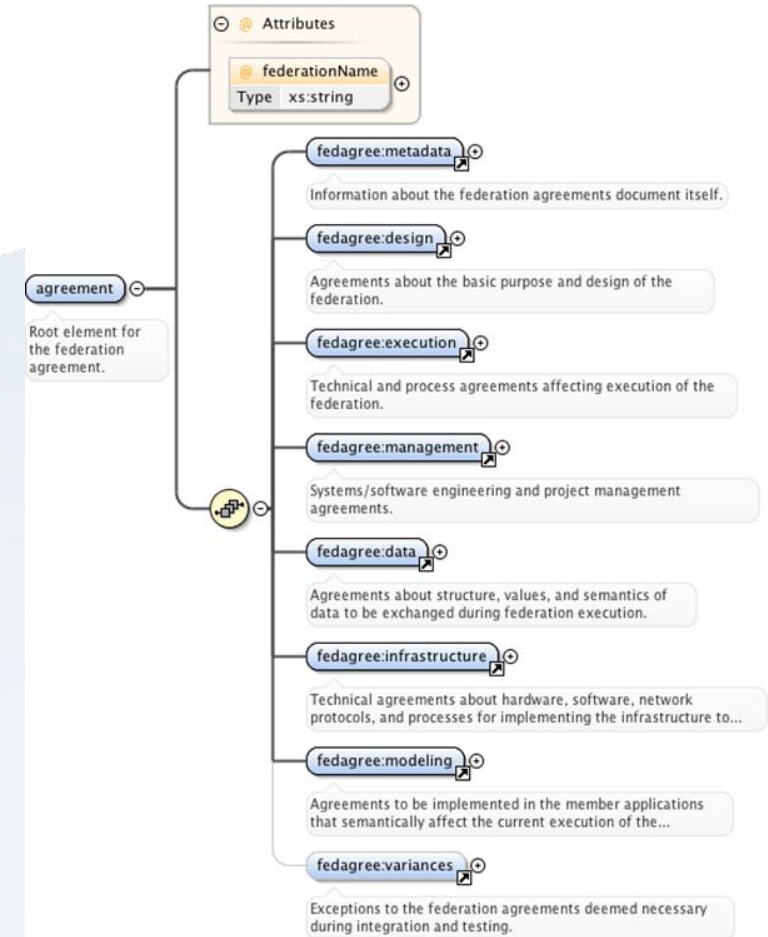 @ Attributes
@ federationName
Type xs:string
fedagree:metadata
Information about the federation agreements document itself.
fedagree:design
Agreements about the basic purpose and design of the
federation.
agreement
Root element for
the federation
agreement.
fedagree:execution
Technical and process agreements affecting execution of the
federation.
fedagree:management
Systems/software engineering and project management
agreements.
fedagree:data
Agreements about structure, values, and semantics of
data to be exchanged during federation execution.
fedagree:infrastructure
Technical agreements about hardware, software, network
protocols, and processes for implementing the infrastructure to...
fedagree:modeling
Agreements to be implemented in the member applications
that semantically affect the current execution of the...
fedagree:variances
Exceptions to the federation agreements deemed necessary
during integration and testing.